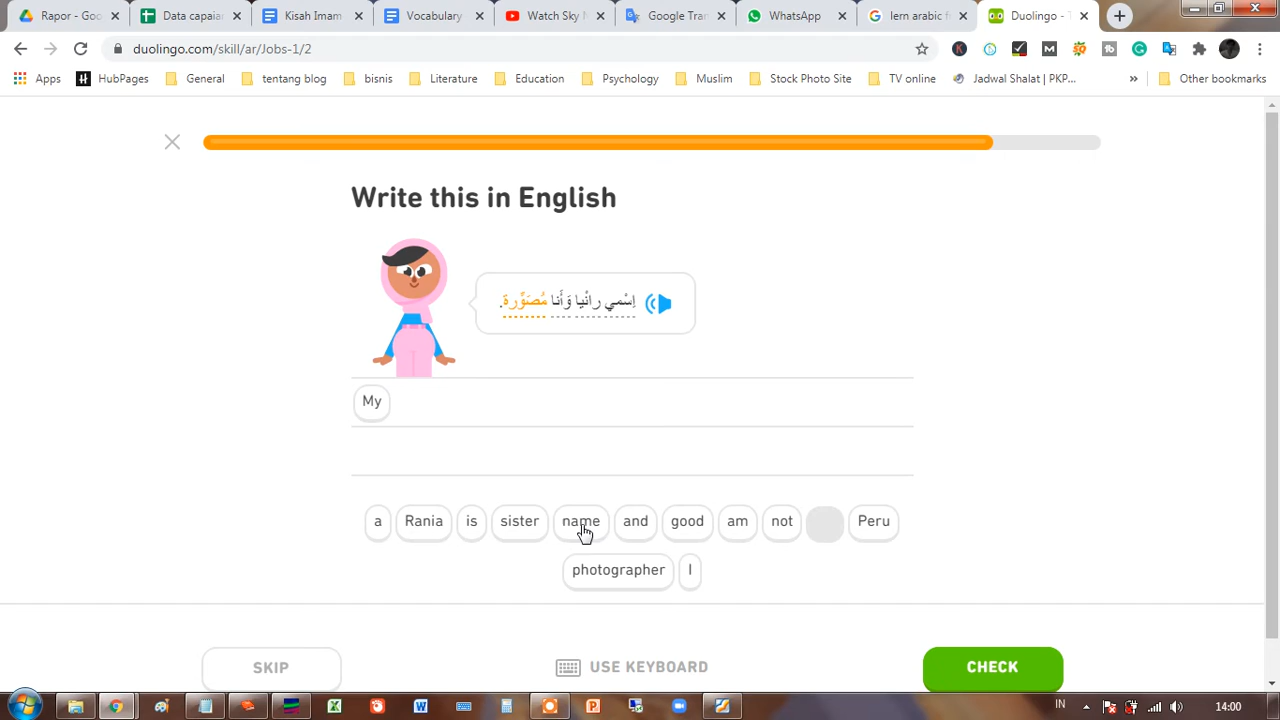 Rapor - Goo
Data capaia
Kirim Imam
Vocabulary
Watch Sky
Google Tra
WhatsApp
lern arabic f
Duolingo - T
duolingo.com/skill/ar/Jobs-1/2
Apps
HubPages
General
tentang blog
bisnis
Literature
Education
Psychology
Muslim
Stock Photo Site
TV online
Jadwal Shalat | PKP...
»
Other bookmarks
Write this in English
اِسْمي رانْيا وَأَنا مُصَوِّرة.
My
a Rania is sister name and good am not Peru
photographer I
SKIP
USE KEYBOARD
CHECK
IN
14:00